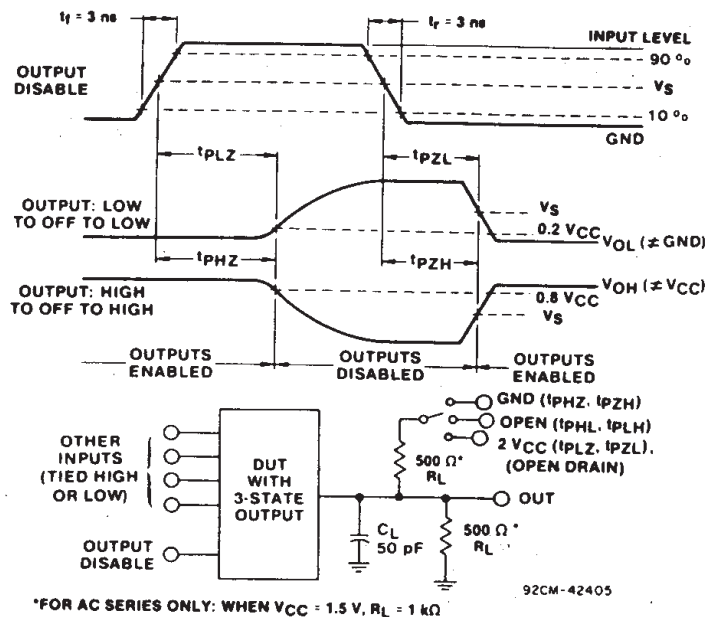 tf = 3 ns
tr = 3 ns
INPUT LEVEL
90 %
VS
10 %
GND
OUTPUT
DISABLE
tPLZ
tPZL
OUTPUT: LOW
TO OFF TO LOW
VS
0.2 VCC
VOL (≠ GND)
tPHZ
tPZH
OUTPUT: HIGH
TO OFF TO HIGH
VOH (≠ VCC)
0.8 VCC
VS
OUTPUTS
ENABLED
OUTPUTS
DISABLED
OUTPUTS
ENABLED
OTHER
INPUTS
(TIED HIGH
OR LOW)
OUTPUT
DISABLE
DUT
WITH
3-STATE
OUTPUT
GND (tPHZ, tPZH)
OPEN (tPHL, tPLH)
2 VCC (tPLZ, tPZL),
(OPEN DRAIN)
500 Ω*
RL
OUT
CL
50 pF
500 Ω*
RL
92CM-42405
*FOR AC SERIES ONLY: WHEN VCC = 1.5 V, RL = 1 kΩ